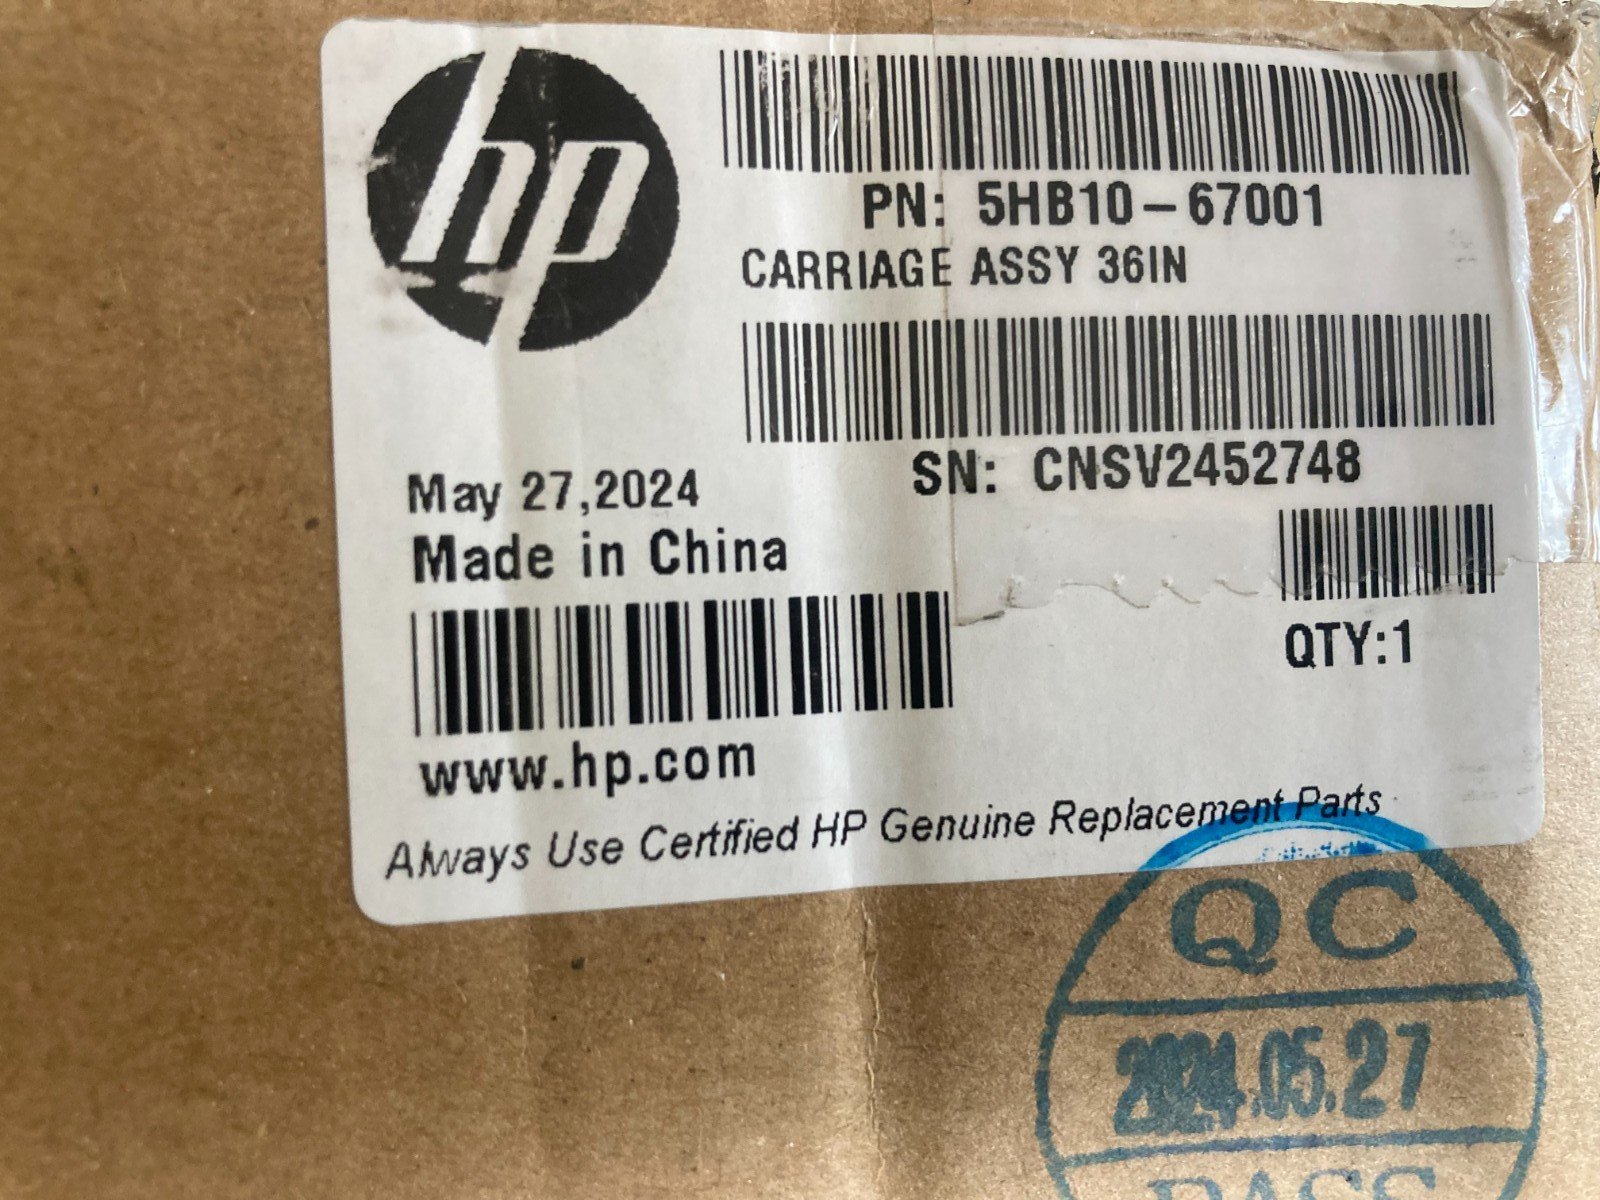 hp
PN: 5HB10-67001
CARRIAGE ASSY 36IN
SN: CNSV2452748
May 27,2024
Made in China
QTY:1
www.hp.com
Always Use Certified HP Genuine Replacement Parts
QC
2024.05.27
PASS